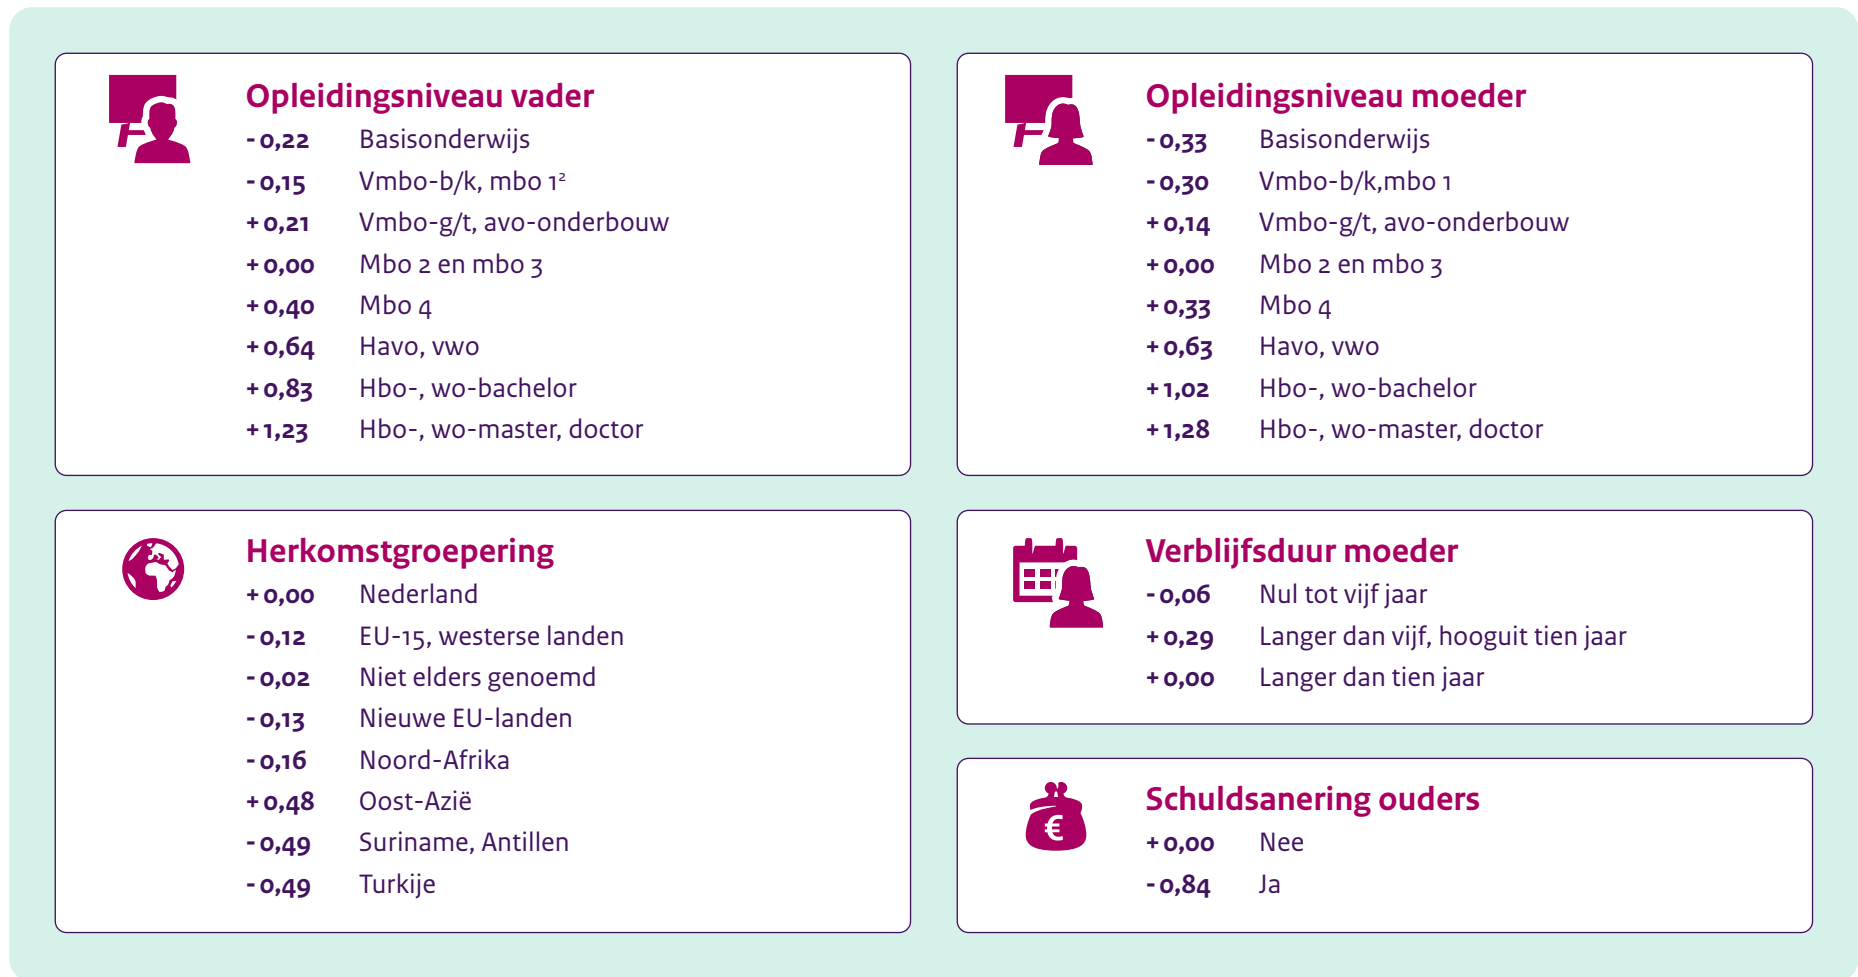 Opleidingsniveau vader
- 0,22 Basisonderwijs
- 0,15 Vmbo-b/k, mbo 1²
+ 0,21 Vmbo-g/t, avo-onderbouw
+ 0,00 Mbo 2 en mbo 3
+ 0,40 Mbo 4
+ 0,64 Havo, vwo
+ 0,83 Hbo-, wo-bachelor
+ 1,23 Hbo-, wo-master, doctor
Opleidingsniveau moeder
- 0,33 Basisonderwijs
- 0,30 Vmbo-b/k,mbo 1
+ 0,14 Vmbo-g/t, avo-onderbouw
+ 0,00 Mbo 2 en mbo 3
+ 0,33 Mbo 4
+ 0,63 Havo, vwo
+ 1,02 Hbo-, wo-bachelor
+ 1,28 Hbo-, wo-master, doctor
Herkomstgroepering
+ 0,00 Nederland
- 0,12 EU-15, westerse landen
- 0,02 Niet elders genoemd
- 0,13 Nieuwe EU-landen
- 0,16 Noord-Afrika
+ 0,48 Oost-Azië
- 0,49 Suriname, Antillen
- 0,49 Turkije
Verblijfsduur moeder
- 0,06 Nul tot vijf jaar
+ 0,29 Langer dan vijf, hooguit tien jaar
+ 0,00 Langer dan tien jaar
€
Schuldsanering ouders
+ 0,00 Nee
- 0,84 Ja